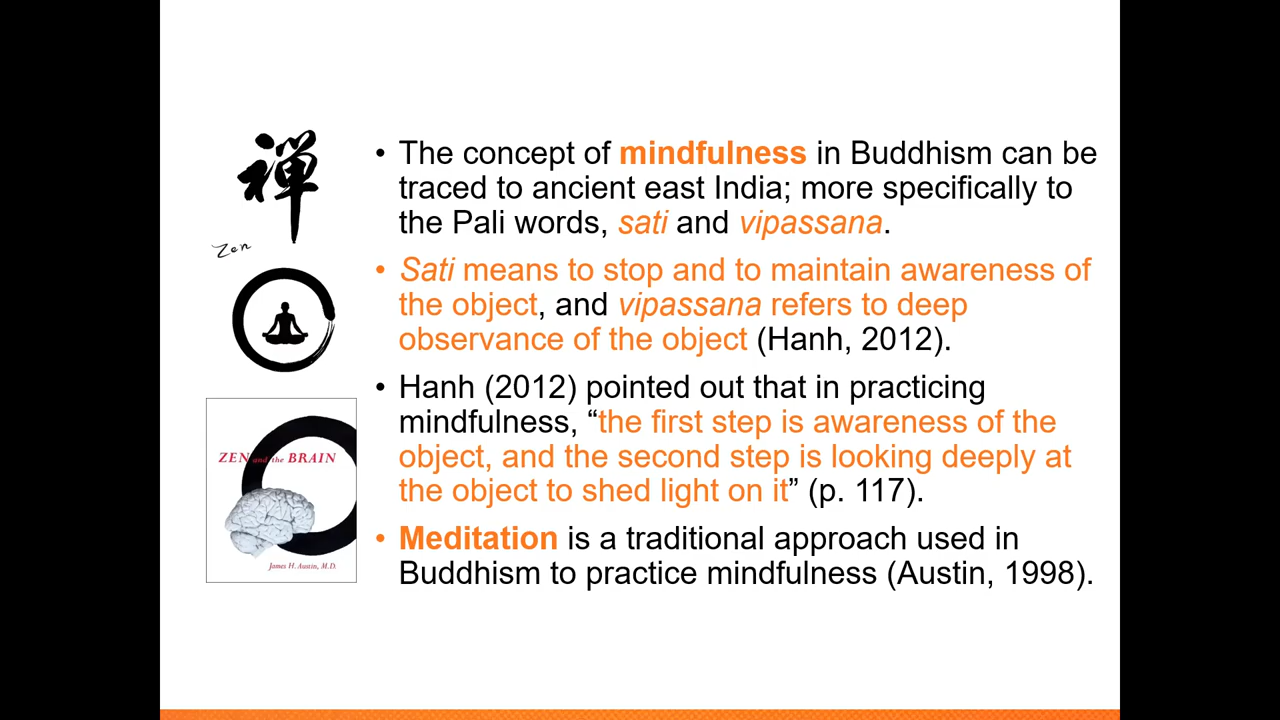 禅
Zen
ZEN and the BRAIN
James H. Austin, M.D.
• The concept of mindfulness in Buddhism can be
traced to ancient east India; more specifically to
the Pali words, sati and vipassana.
• Sati means to stop and to maintain awareness of
the object, and vipassana refers to deep
observance of the object (Hanh, 2012).
• Hanh (2012) pointed out that in practicing
mindfulness, “the first step is awareness of the
object, and the second step is looking deeply at
the object to shed light on it” (p. 117).
• Meditation is a traditional approach used in
Buddhism to practice mindfulness (Austin, 1998).